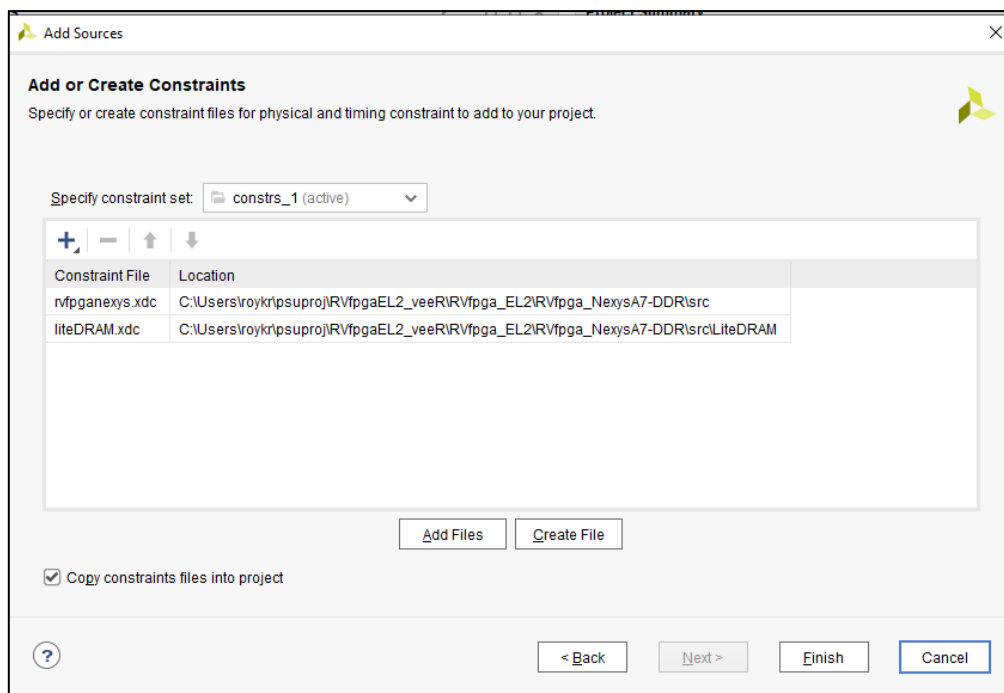 Project Summary
Add Sources
Add or Create Constraints
Specify or create constraint files for physical and timing constraint to add to your project.
Specify constraint set: constrs_1 (active)
Constraint File Location
rvfpganexys.xdc C:\Users\roykr\psuproj\RVfpgaEL2_veeR\RVfpga_EL2\RVfpga_NexysA7-DDR\src
liteDRAM.xdc C:\Users\roykr\psuproj\RVfpgaEL2_veeR\RVfpga_EL2\RVfpga_NexysA7-DDR\src\LiteDRAM
Add Files Create File
Copy constraints files into project
? < Back Next > Finish Cancel